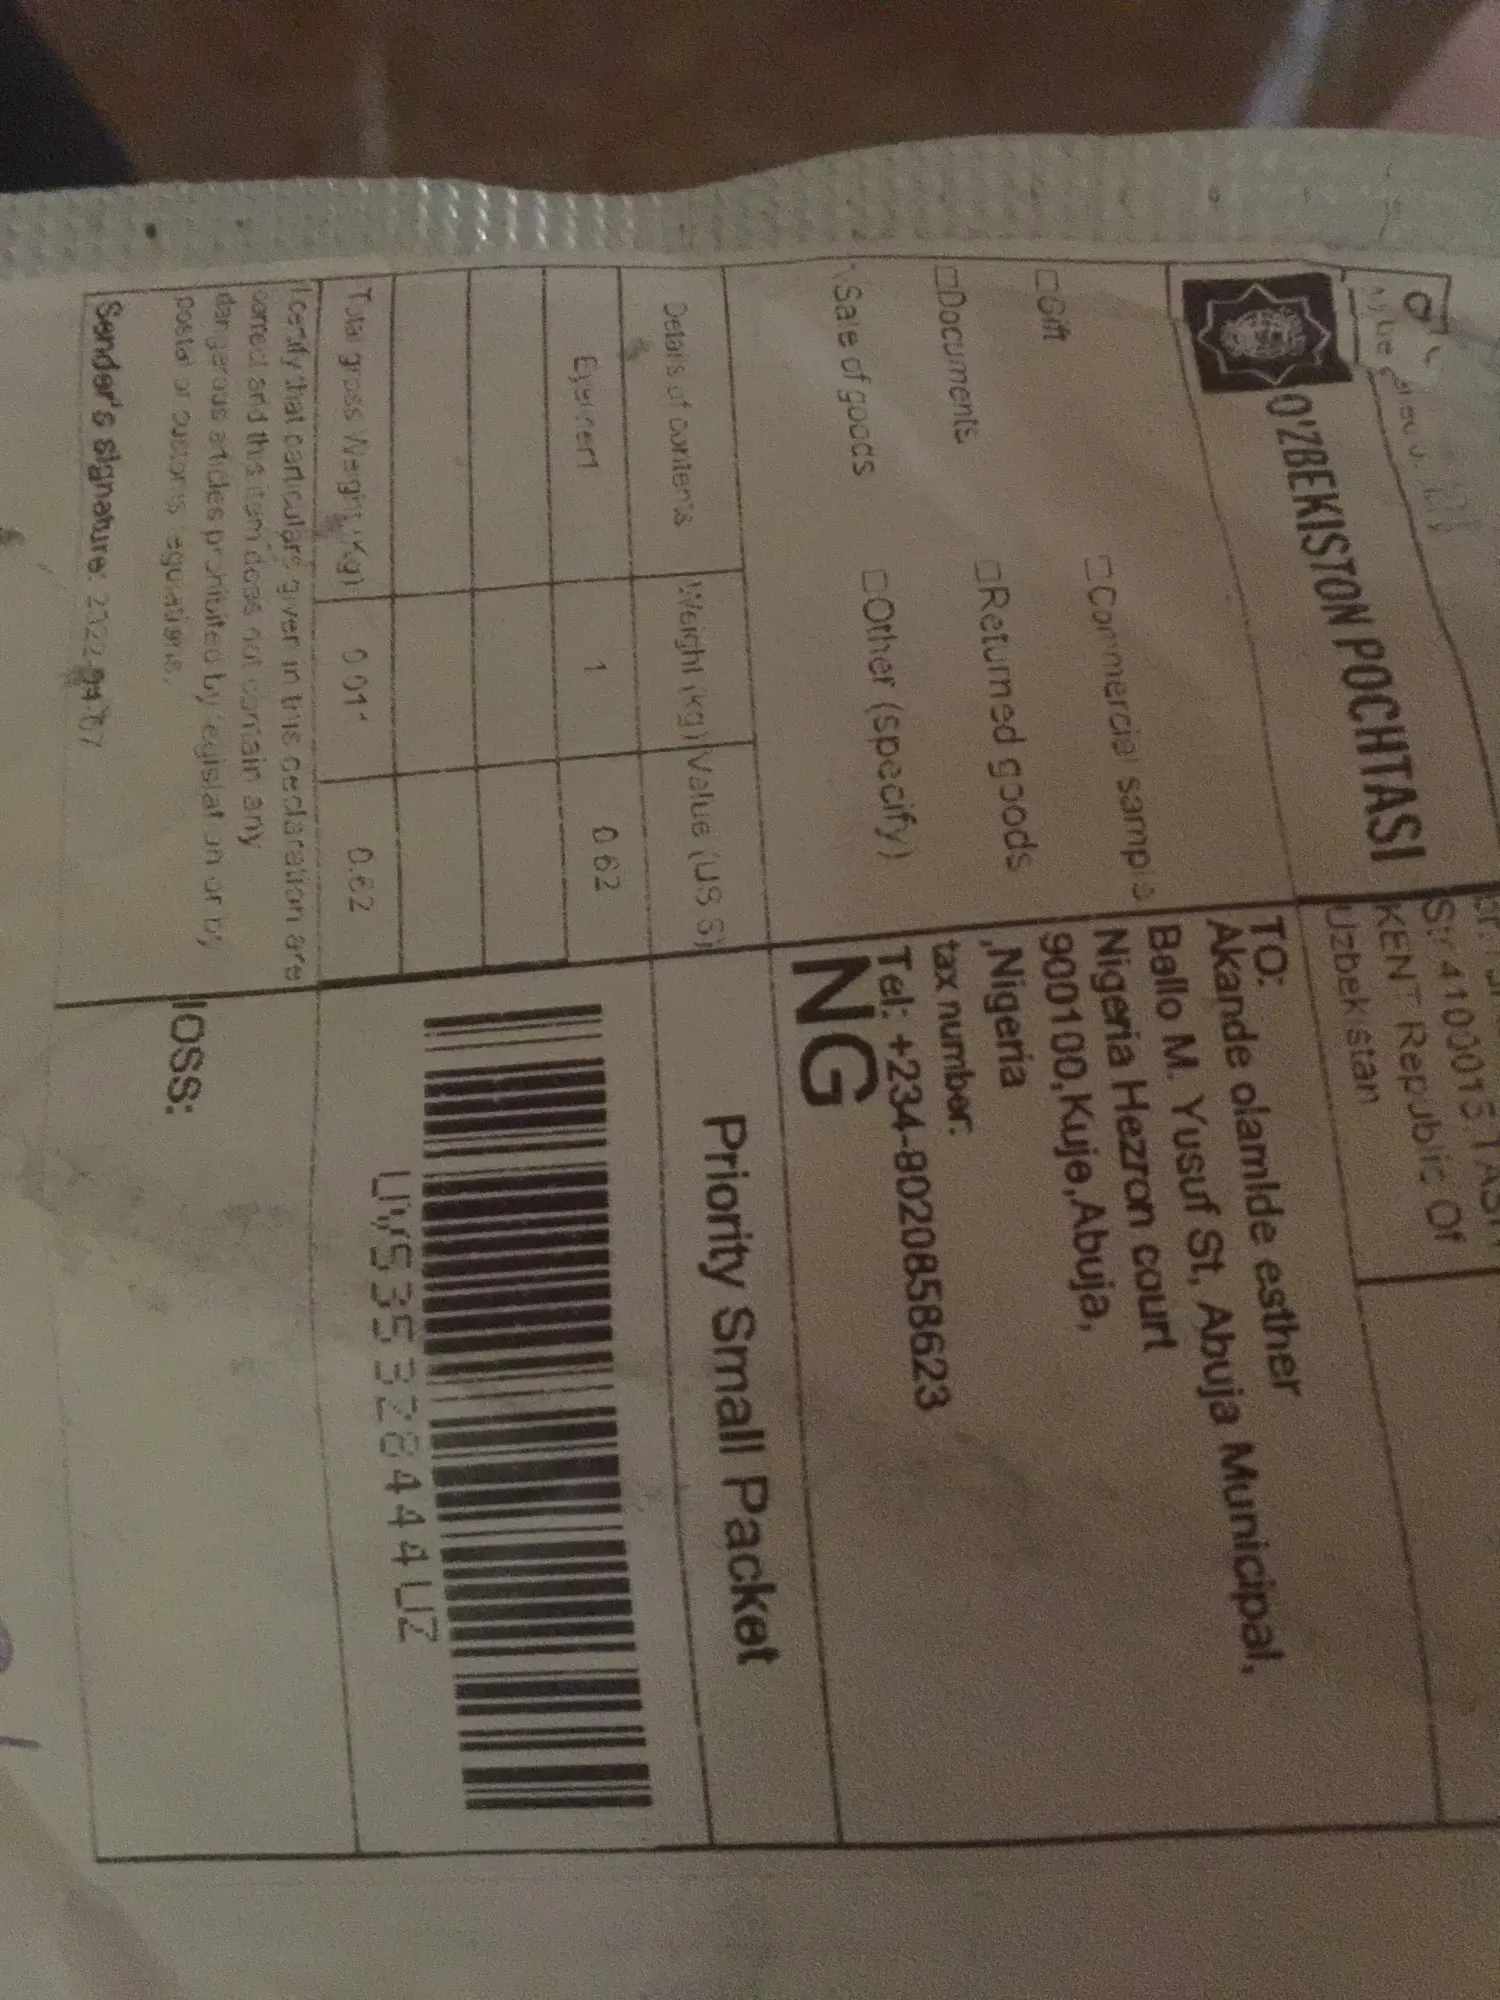 O'ZBEKISTON POCHTASI
KENT Republic Of
Uzbekistan
□Gift
□Commercial sample
□Documents
□Returned goods
Sale of goods
□Other (specify)
TO:
Akande olamIde esther
Ballo M. Yusuf St, Abuja Municipal,
Nigeria Hezron court
900100,Kuje,Abuja,
,Nigeria
tax number:
Tel: +234-8020858623
NG
Details of contents
Weight (kg)
Value (US $)
1
0.62
Total gross Weight (Kg)
0.62
I certify that particulars given in this declaration are
correct and this item does not contain any
dangerous articles prohibited by legislation or by
postal or customs regulations.
Sender's signature:
Priority Small Packet
UV535328444UZ
IOSS: